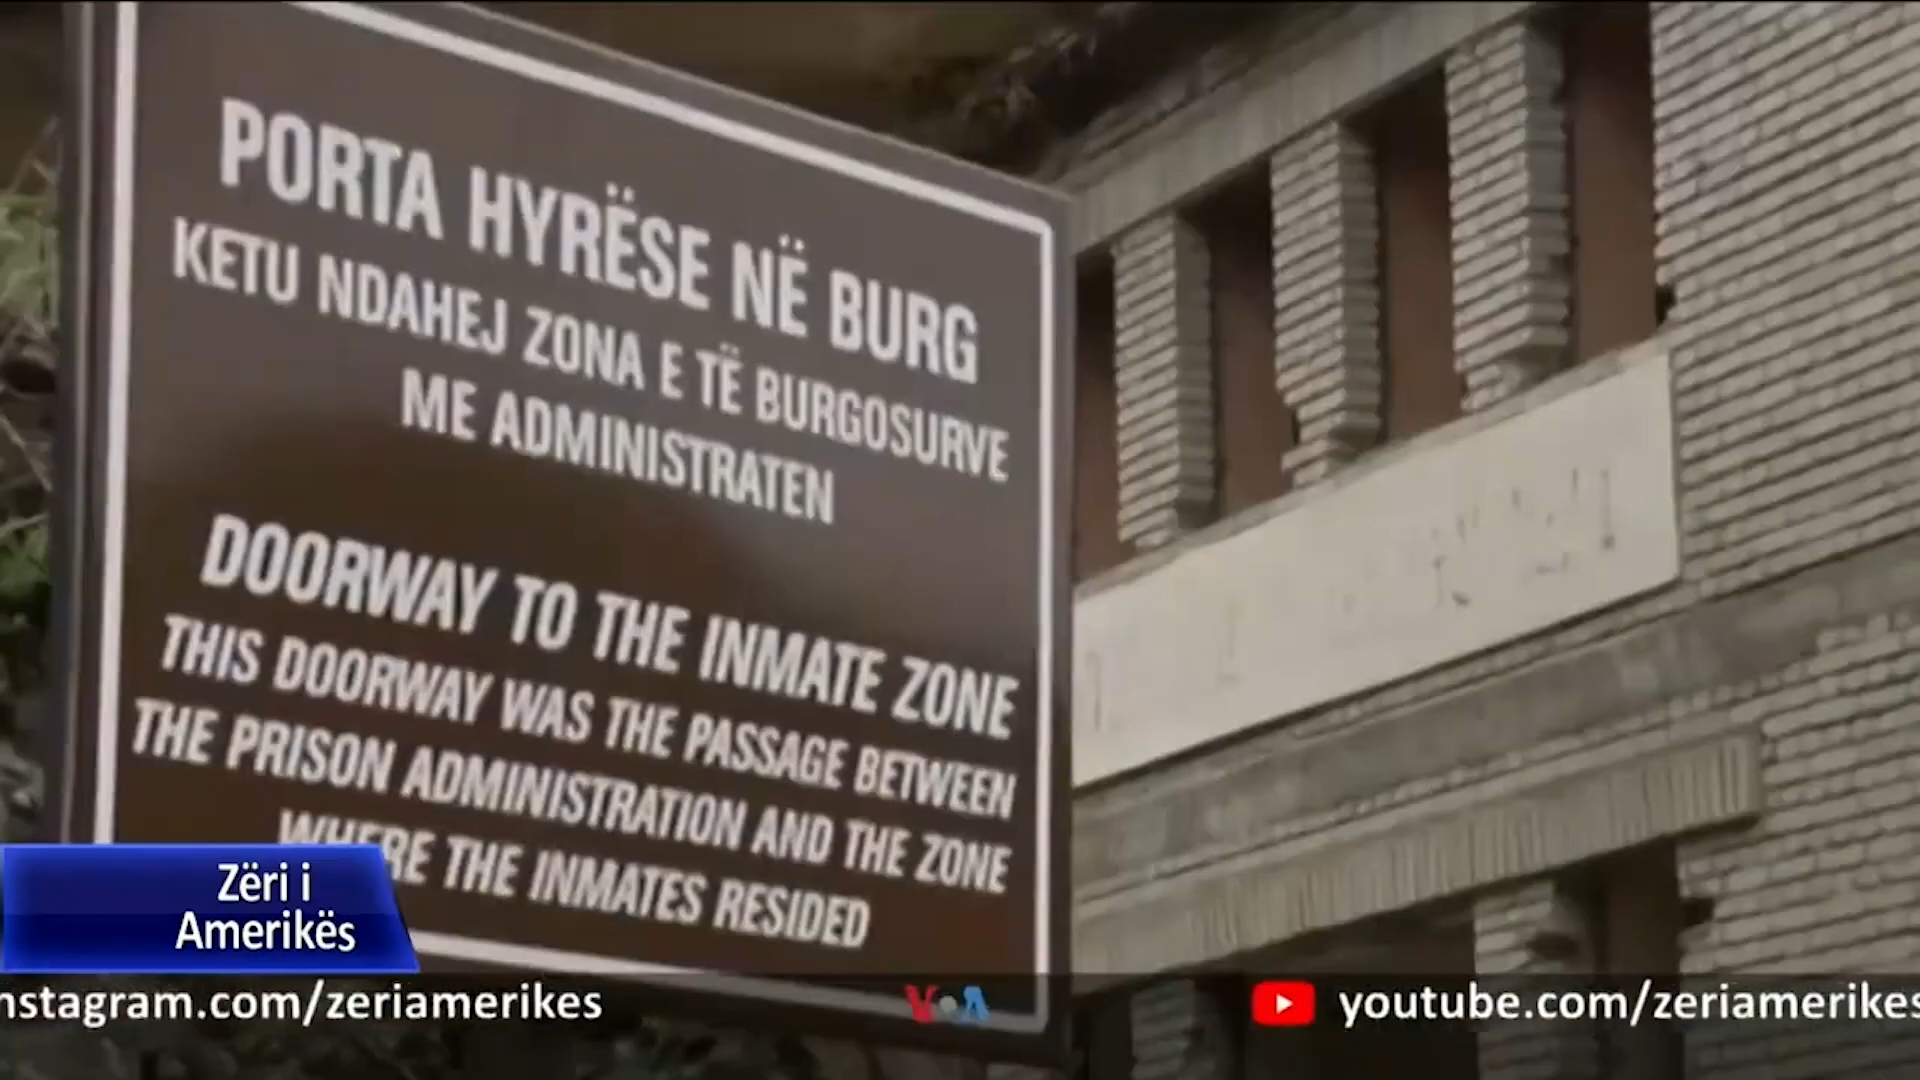 PORTA HYRËSE NË BURG
KETU NDAHEJ ZONA E TË BURGOSURVE
ME ADMINISTRATEN
DOORWAY TO THE INMATE ZONE
THIS DOORWAY WAS THE PASSAGE BETWEEN
THE PRISON ADMINISTRATION AND THE ZONE
WHERE THE INMATES RESIDED
Zëri i
Amerikës
nstagram.com/zeriamerikes
VOA
youtube.com/zeriamerikes